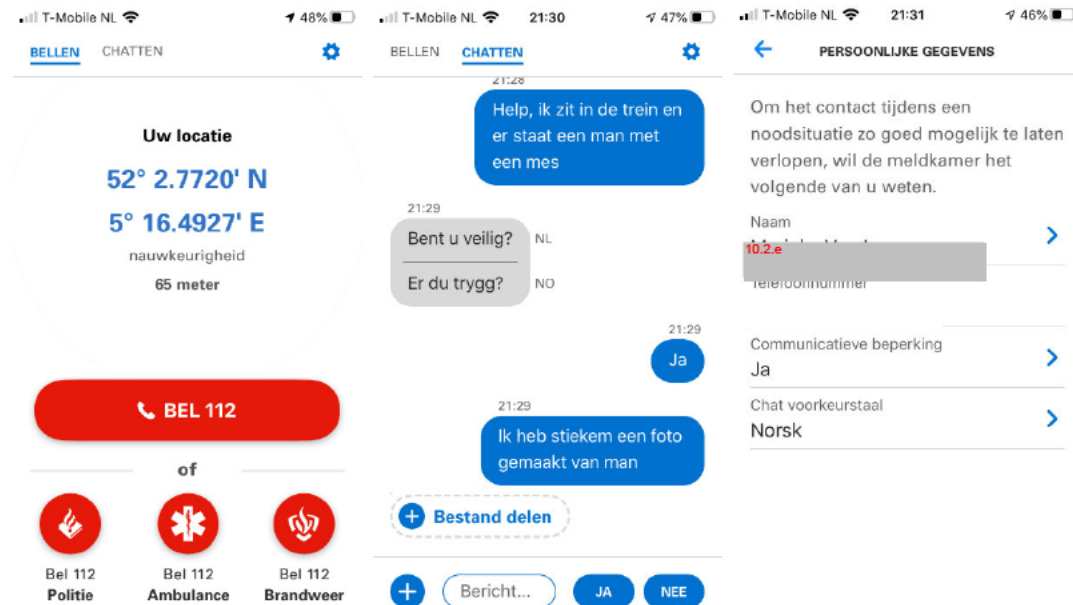 T-Mobile NL
48%
BELLEN CHATTEN
Uw locatie
52° 2.7720' N
5° 16.4927' E
nauwkeurigheid
65 meter
BEL 112
of
Bel 112
Politie
Bel 112
Ambulance
Bel 112
Brandweer
T-Mobile NL 21:30 47%
BELLEN CHATTEN
21:28
Help, ik zit in de trein en
er staat een man met
een mes
21:29
Bent u veilig? NL
Er du trygg? NO
21:29
Ja
21:29
Ik heb stiekem een foto
gemaakt van man
Bestand delen
Bericht...
JA
NEE
T-Mobile NL 21:31 46%
PERSOONLIJKE GEGEVENS
Om het contact tijdens een
noodsituatie zo goed mogelijk te laten
verlopen, wil de meldkamer het
volgende van u weten.
Naam
10.2.e
Telefoonnummer
Communicatieve beperking
Ja
Chat voorkeurstaal
Norsk